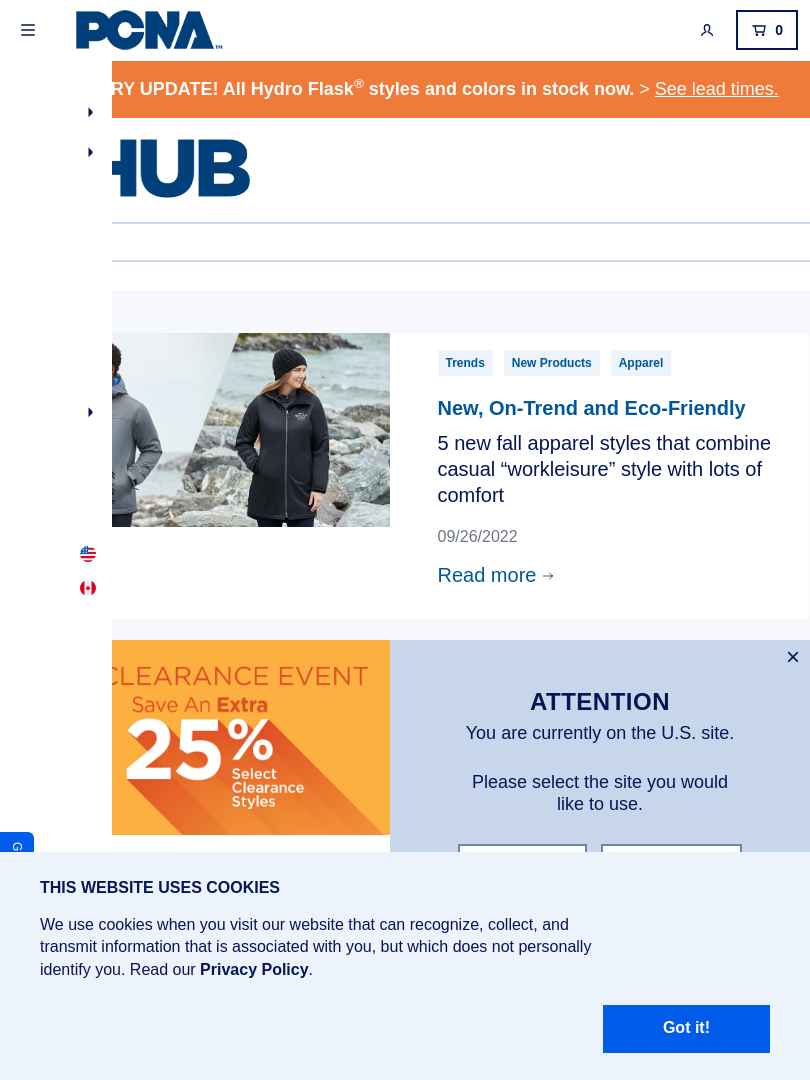 PCNA™
0
RY UPDATE! All Hydro Flask® styles and colors in stock now. > See lead times.
HUB
Trends New Products Apparel
New, On-Trend and Eco-Friendly
5 new fall apparel styles that combine
casual “workleisure” style with lots of
comfort
09/26/2022
Read more →
CLEARANCE EVENT
Save An Extra
25%
Select
Clearance
Styles
×
ATTENTION
You are currently on the U.S. site.
Please select the site you would
like to use.
G
THIS WEBSITE USES COOKIES
We use cookies when you visit our website that can recognize, collect, and
transmit information that is associated with you, but which does not personally
identify you. Read our Privacy Policy.
Got it!